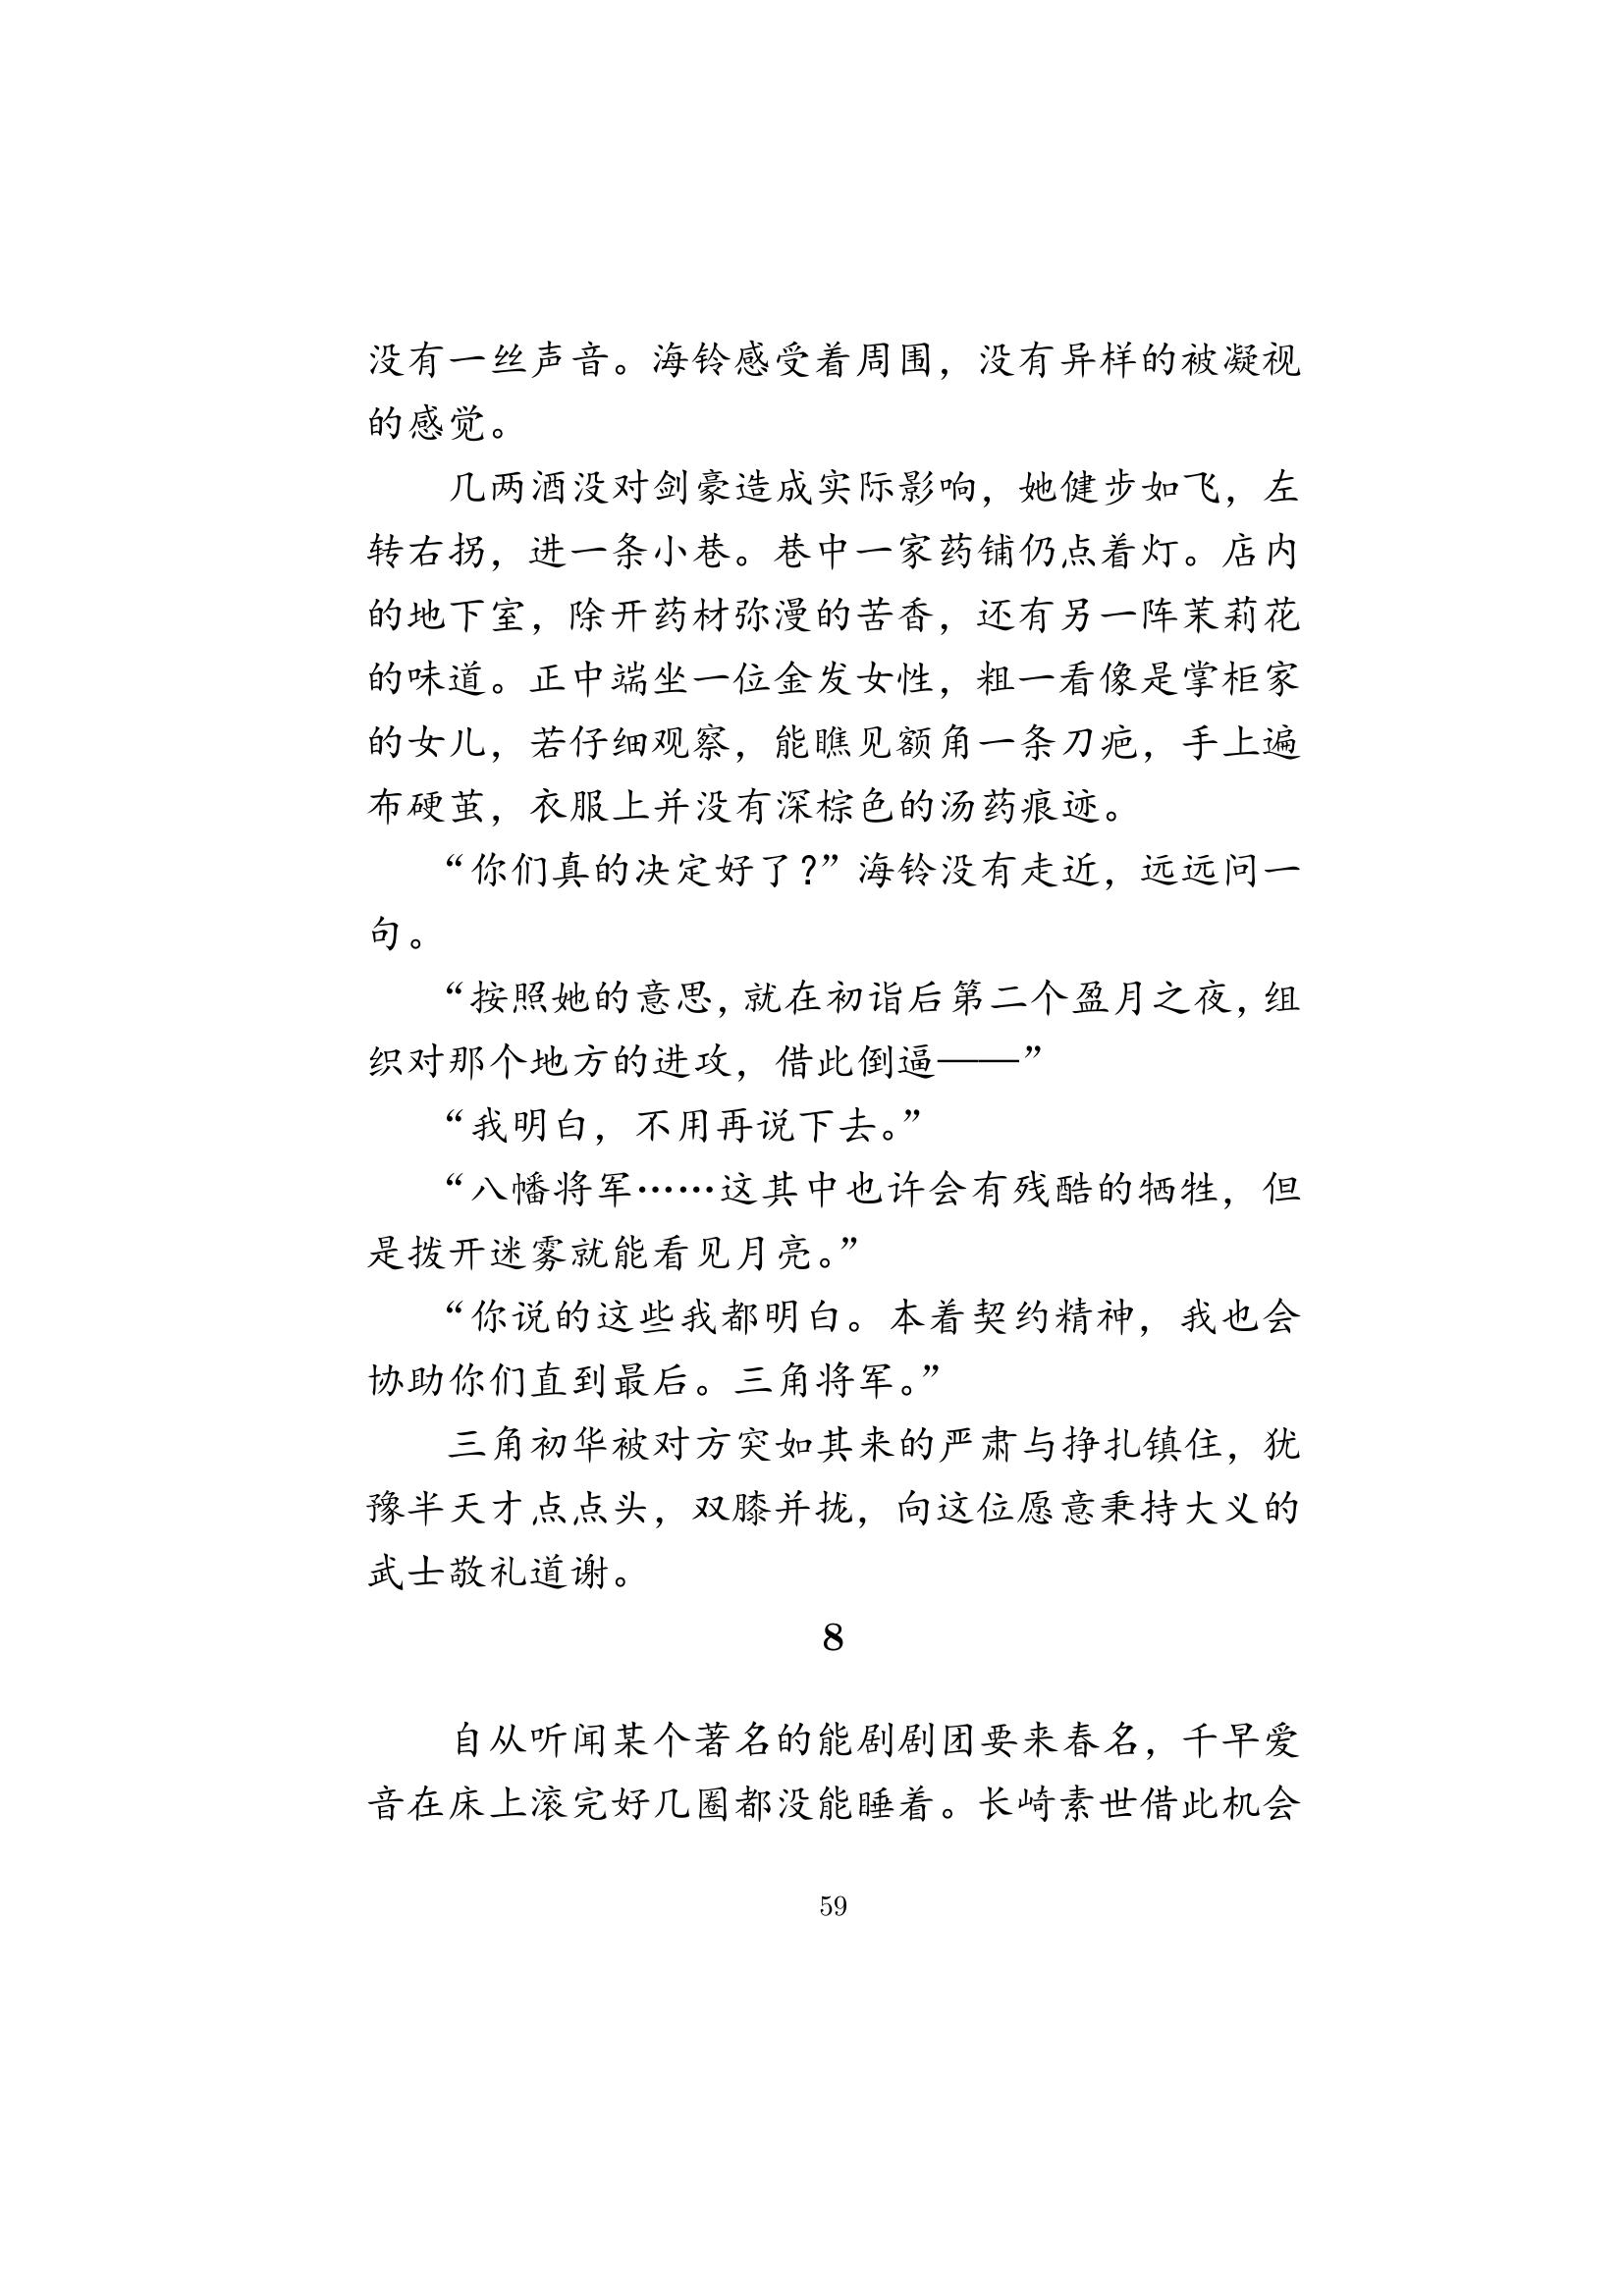 没有一丝声音。海铃感受着周围，没有异样的被凝视
的感觉。
几两酒没对剑豪造成实际影响，她健步如飞，左
转右拐，进一条小巷。巷中一家药铺仍点着灯。店内
的地下室，除开药材弥漫的苦香，还有另一阵茉莉花
的味道。正中端坐一位金发女性，粗一看像是掌柜家
的女儿，若仔细观察，能瞧见额角一条刀疤，手上遍
布硬茧，衣服上并没有深棕色的汤药痕迹。
“你们真的决定好了？”海铃没有走近，远远问一
句。
“按照她的意思，就在初诣后第二个盈月之夜，组
织对那个地方的进攻，借此倒逼——”
“我明白，不用再说下去。”
“八幡将军……这其中也许会有残酷的牺牲，但
是拨开迷雾就能看见月亮。”
“你说的这些我都明白。本着契约精神，我也会
协助你们直到最后。三角将军。”
三角初华被对方突如其来的严肃与挣扎镇住，犹
豫半天才点点头，双膝并拢，向这位愿意秉持大义的
武士敬礼道谢。
8
自从听闻某个著名的能剧剧团要来春名，千早爱
音在床上滚完好几圈都没能睡着。长崎素世借此机会
59